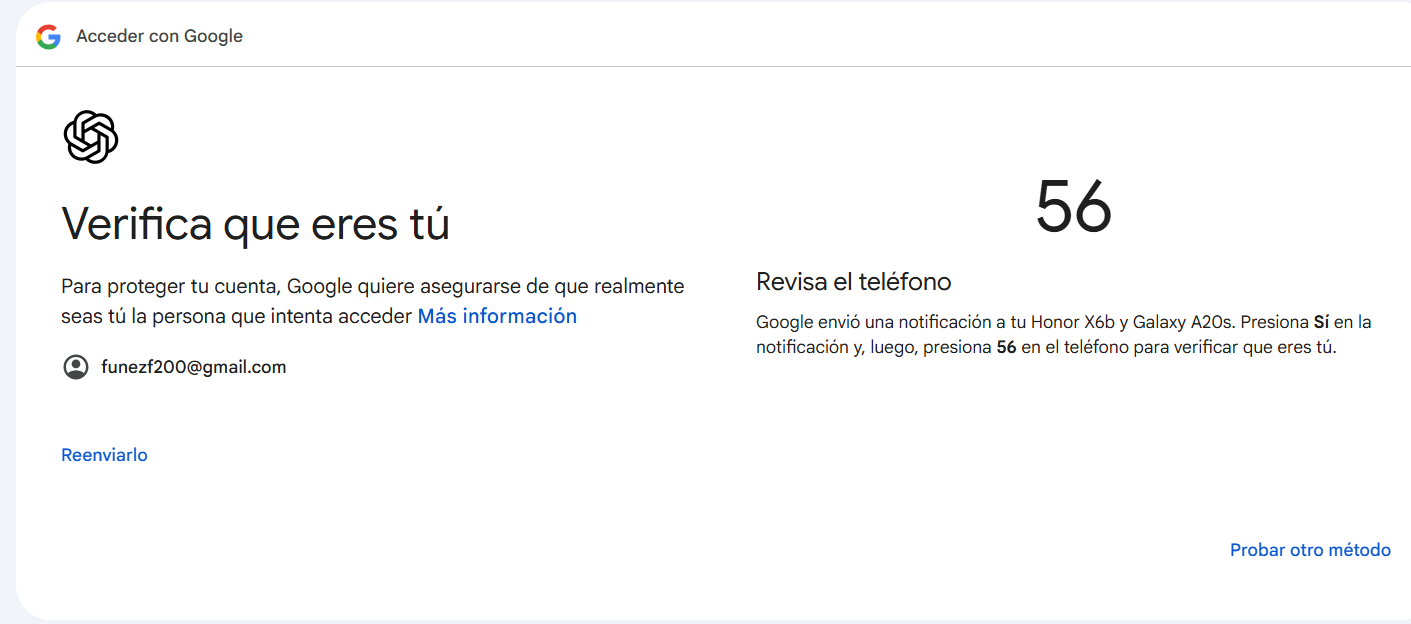 Acceder con Google
Verifica que eres tú
Para proteger tu cuenta, Google quiere asegurarse de que realmente
seas tú la persona que intenta acceder Más información
funezf200@gmail.com
Reenviarlo
56
Revisa el teléfono
Google envió una notificación a tu Honor X6b y Galaxy A20s. Presiona Sí en la
notificación y, luego, presiona 56 en el teléfono para verificar que eres tú.
Probar otro método